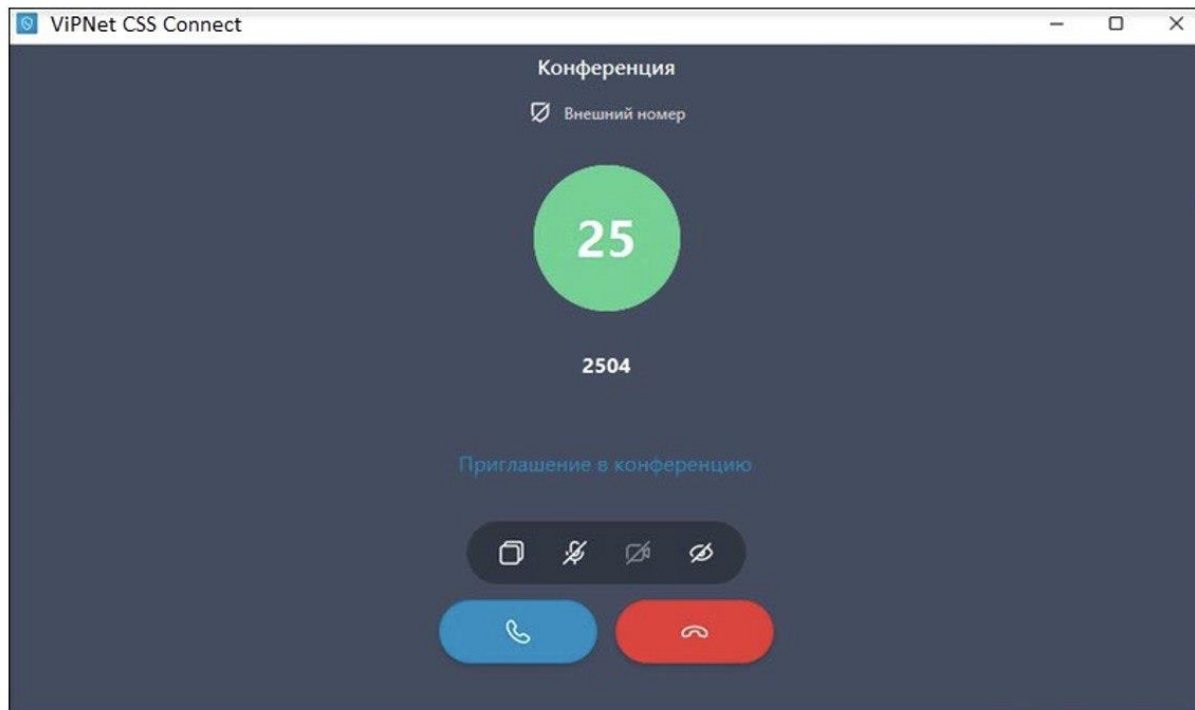 ViPNet CSS Connect
Конференция
Внешний номер
25
2504
Приглашение в конференцию